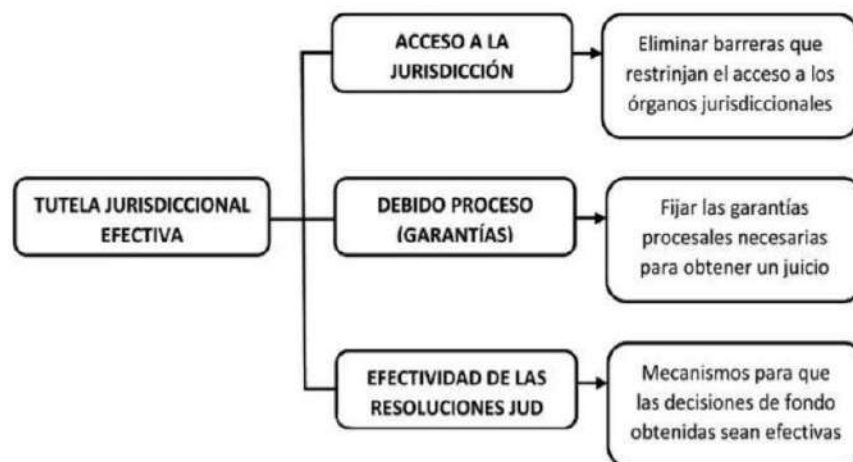 ACCESO A LA
JURISDICCIÓN
Eliminar barreras que
restrinjan el acceso a los
órganos jurisdiccionales
TUTELA JURISDICCIONAL
EFECTIVA
DEBIDO PROCESO
(GARANTÍAS)
Fijar las garantías
procesales necesarias
para obtener un juicio
EFECTIVIDAD DE LAS
RESOLUCIONES JUD
Mecanismos para que
las decisiones de fondo
obtenidas sean efectivas